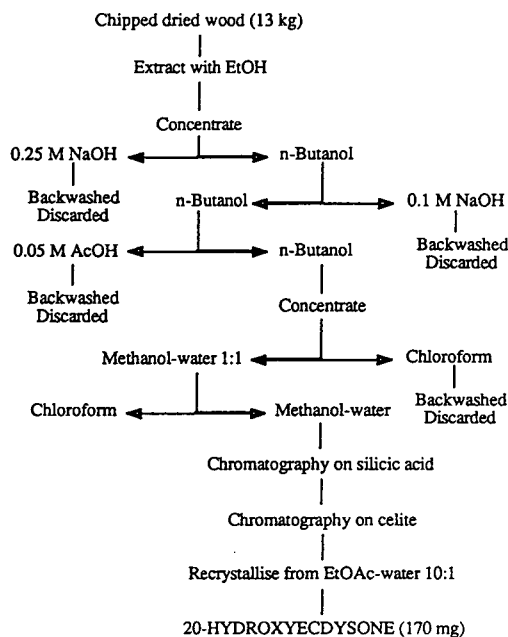 Chipped dried wood (13 kg)
Extract with EtOH
Concentrate
0.25 M NaOH
n-Butanol
Backwashed
Discarded
n-Butanol
0.1 M NaOH
Backwashed
Discarded
0.05 M AcOH
n-Butanol
Backwashed
Discarded
Concentrate
Methanol-water 1:1
Chloroform
Backwashed
Discarded
Chloroform
Methanol-water
Chromatography on silicic acid
Chromatography on celite
Recrystallise from EtOAc-water 10:1
20-HYDROXYECDYSONE (170 mg)